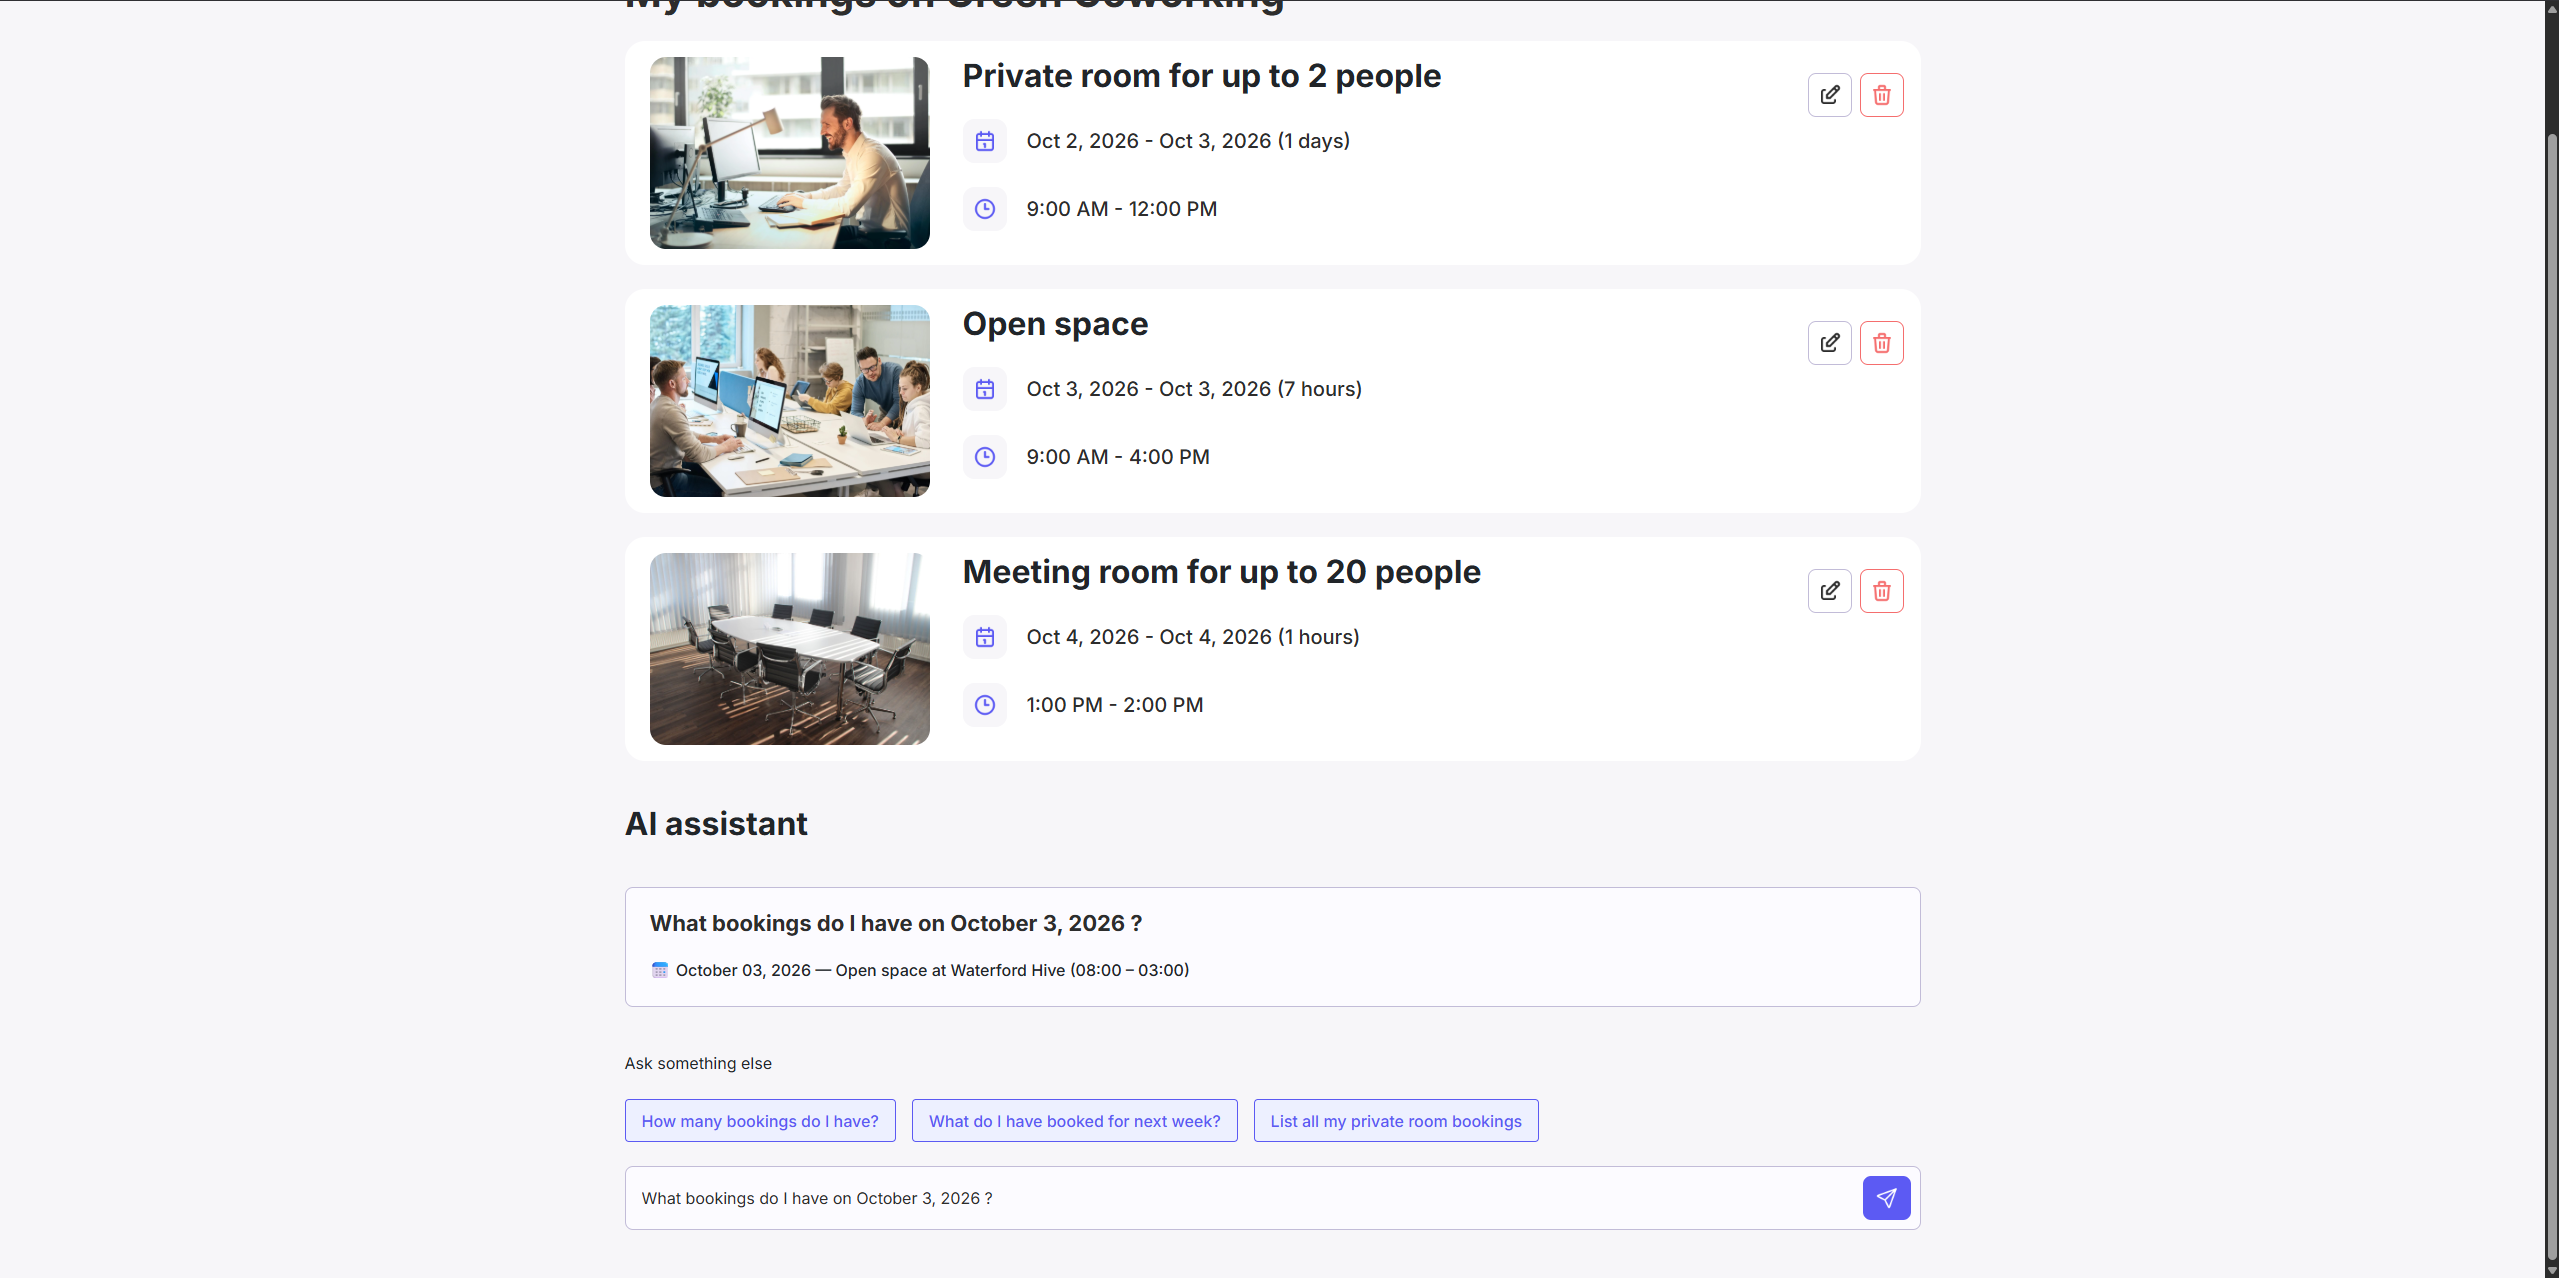 My bookings on Green Coworking
Private room for up to 2 people
Oct 2, 2026 - Oct 3, 2026 (1 days)
9:00 AM - 12:00 PM
Open space
Oct 3, 2026 - Oct 3, 2026 (7 hours)
9:00 AM - 4:00 PM
Meeting room for up to 20 people
Oct 4, 2026 - Oct 4, 2026 (1 hours)
1:00 PM - 2:00 PM
AI assistant
What bookings do I have on October 3, 2026 ?
October 03, 2026 — Open space at Waterford Hive (08:00 – 03:00)
Ask something else
How many bookings do I have?
What do I have booked for next week?
List all my private room bookings
What bookings do I have on October 3, 2026 ?